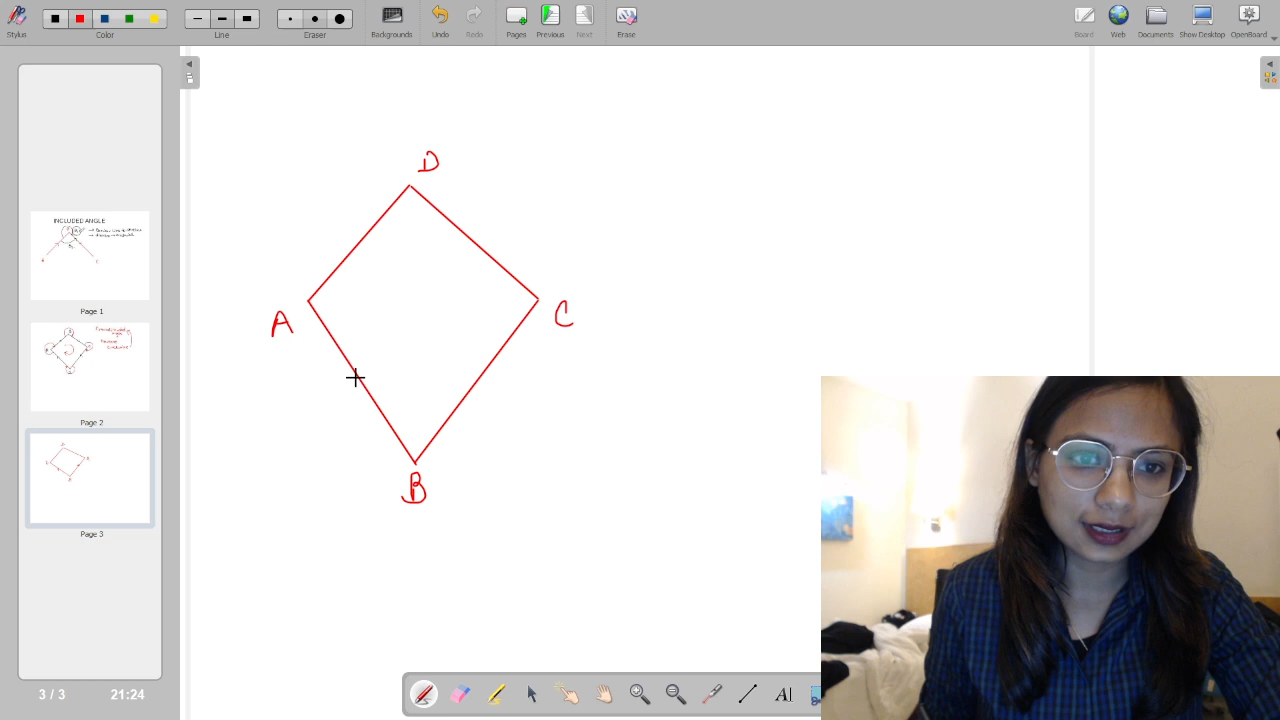 Stylus
Color
Line
Eraser
Backgrounds
Undo
Redo
Pages
Previous
Next
Erase
Board
Web
Documents
Show Desktop
OpenBoard
INCLUDED ANGLE
Page 1
Page 2
Page 3
3 / 3
21:24
D
A
C
B
AI